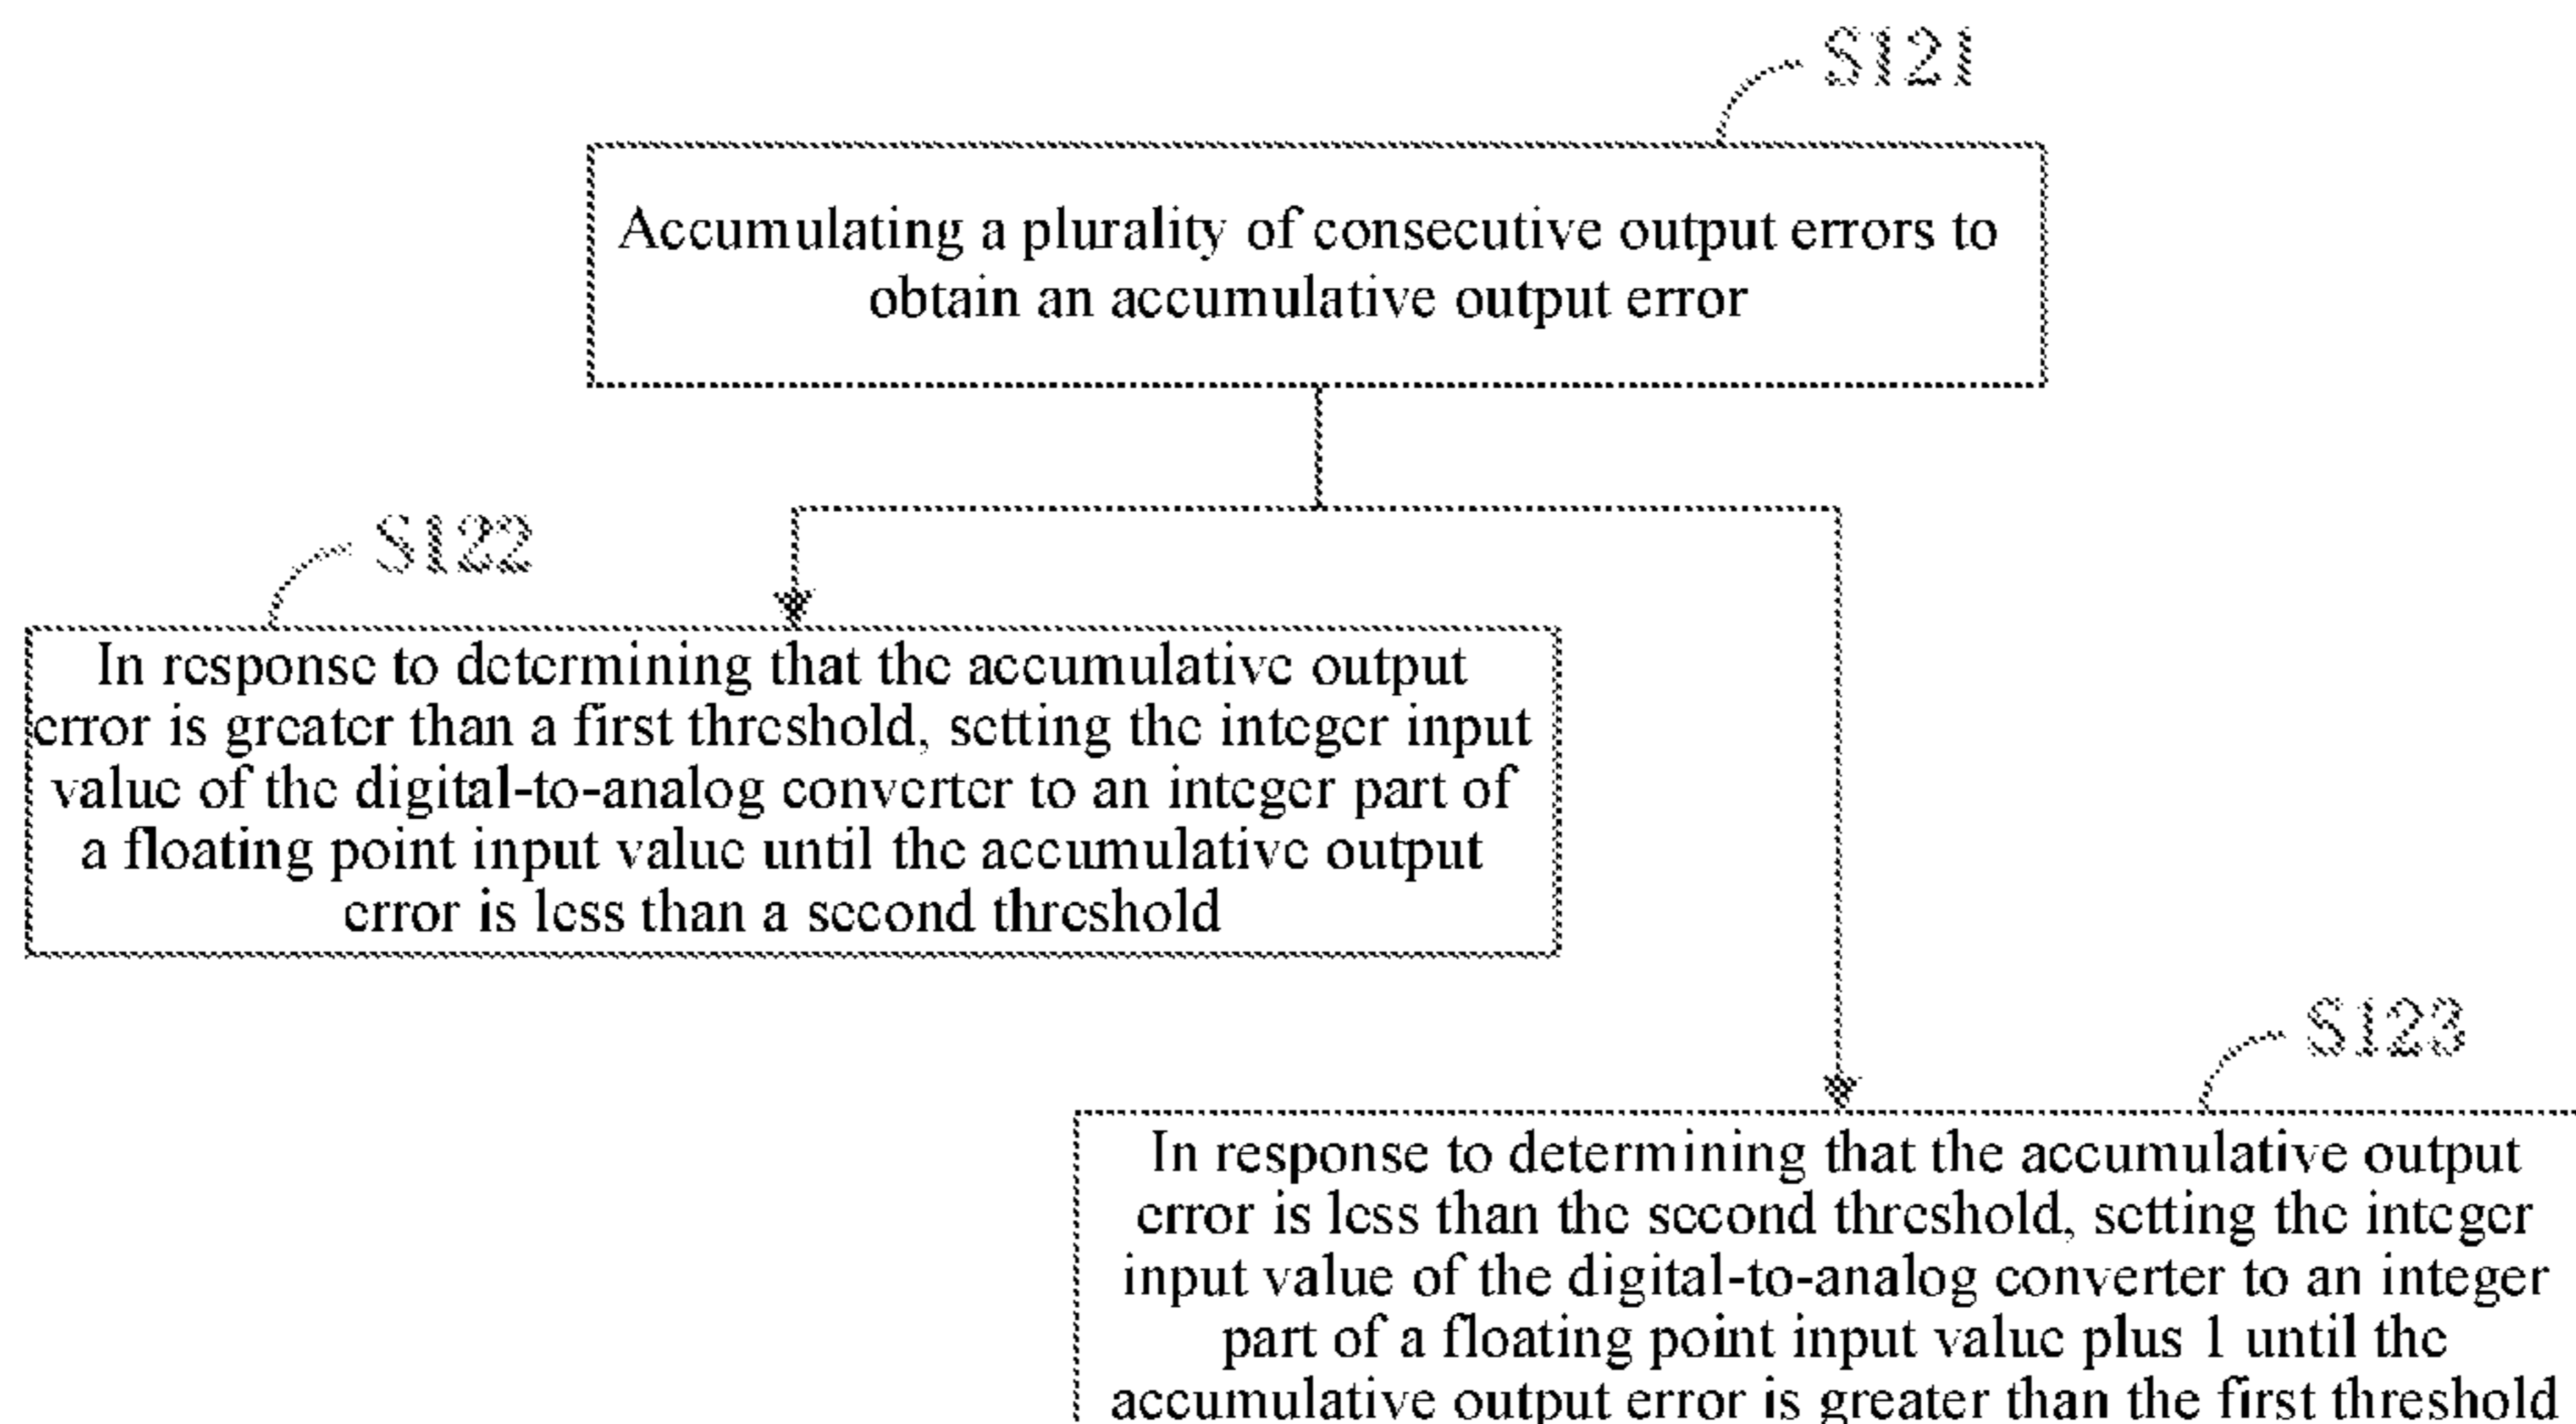 S121
Accumulating a plurality of consecutive output errors to
obtain an accumulative output error
S122
In response to determining that the accumulative output
error is greater than a first threshold, setting the integer input
value of the digital-to-analog converter to an integer part of
a floating point input value until the accumulative output
error is less than a second threshold
S123
In response to determining that the accumulative output
error is less than the second threshold, setting the integer
input value of the digital-to-analog converter to an integer
part of a floating point input value plus 1 until the
accumulative output error is greater than the first threshold